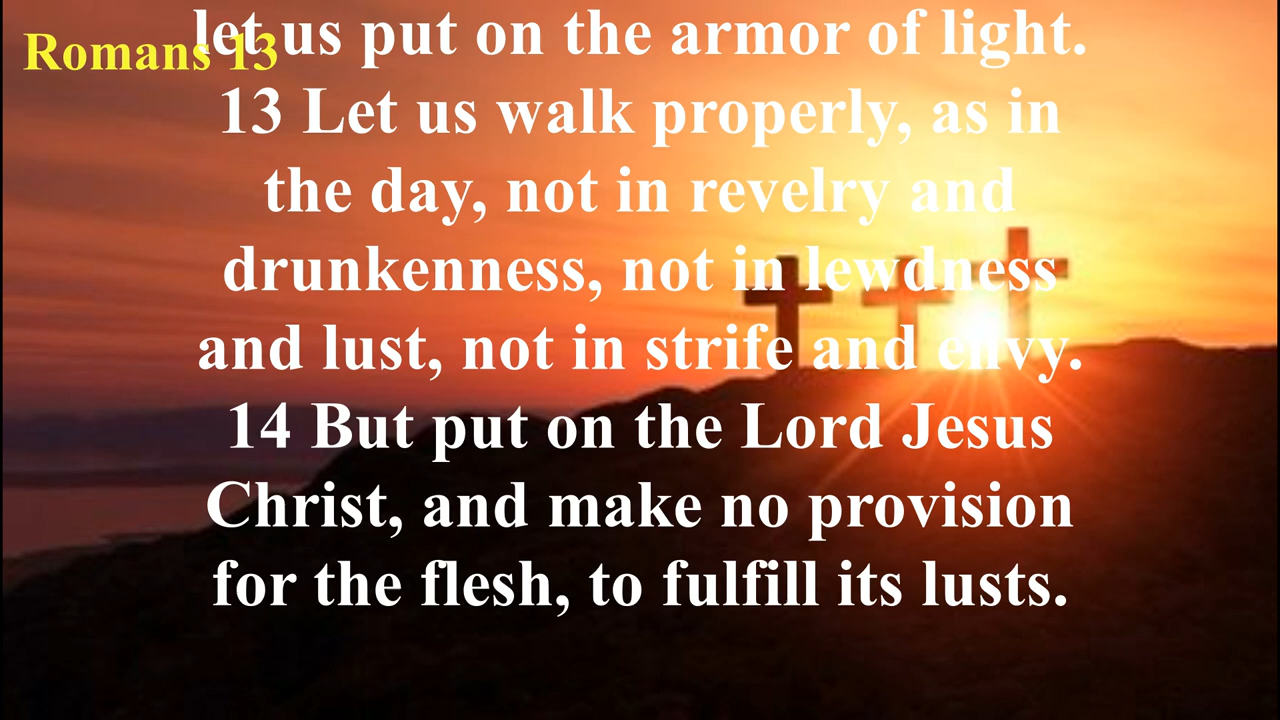 let us put on the armor of light.
Romans 13
13 Let us walk properly, as in
the day, not in revelry and
drunkenness, not in lewdness
and lust, not in strife and envy.
14 But put on the Lord Jesus
Christ, and make no provision
for the flesh, to fulfill its lusts.